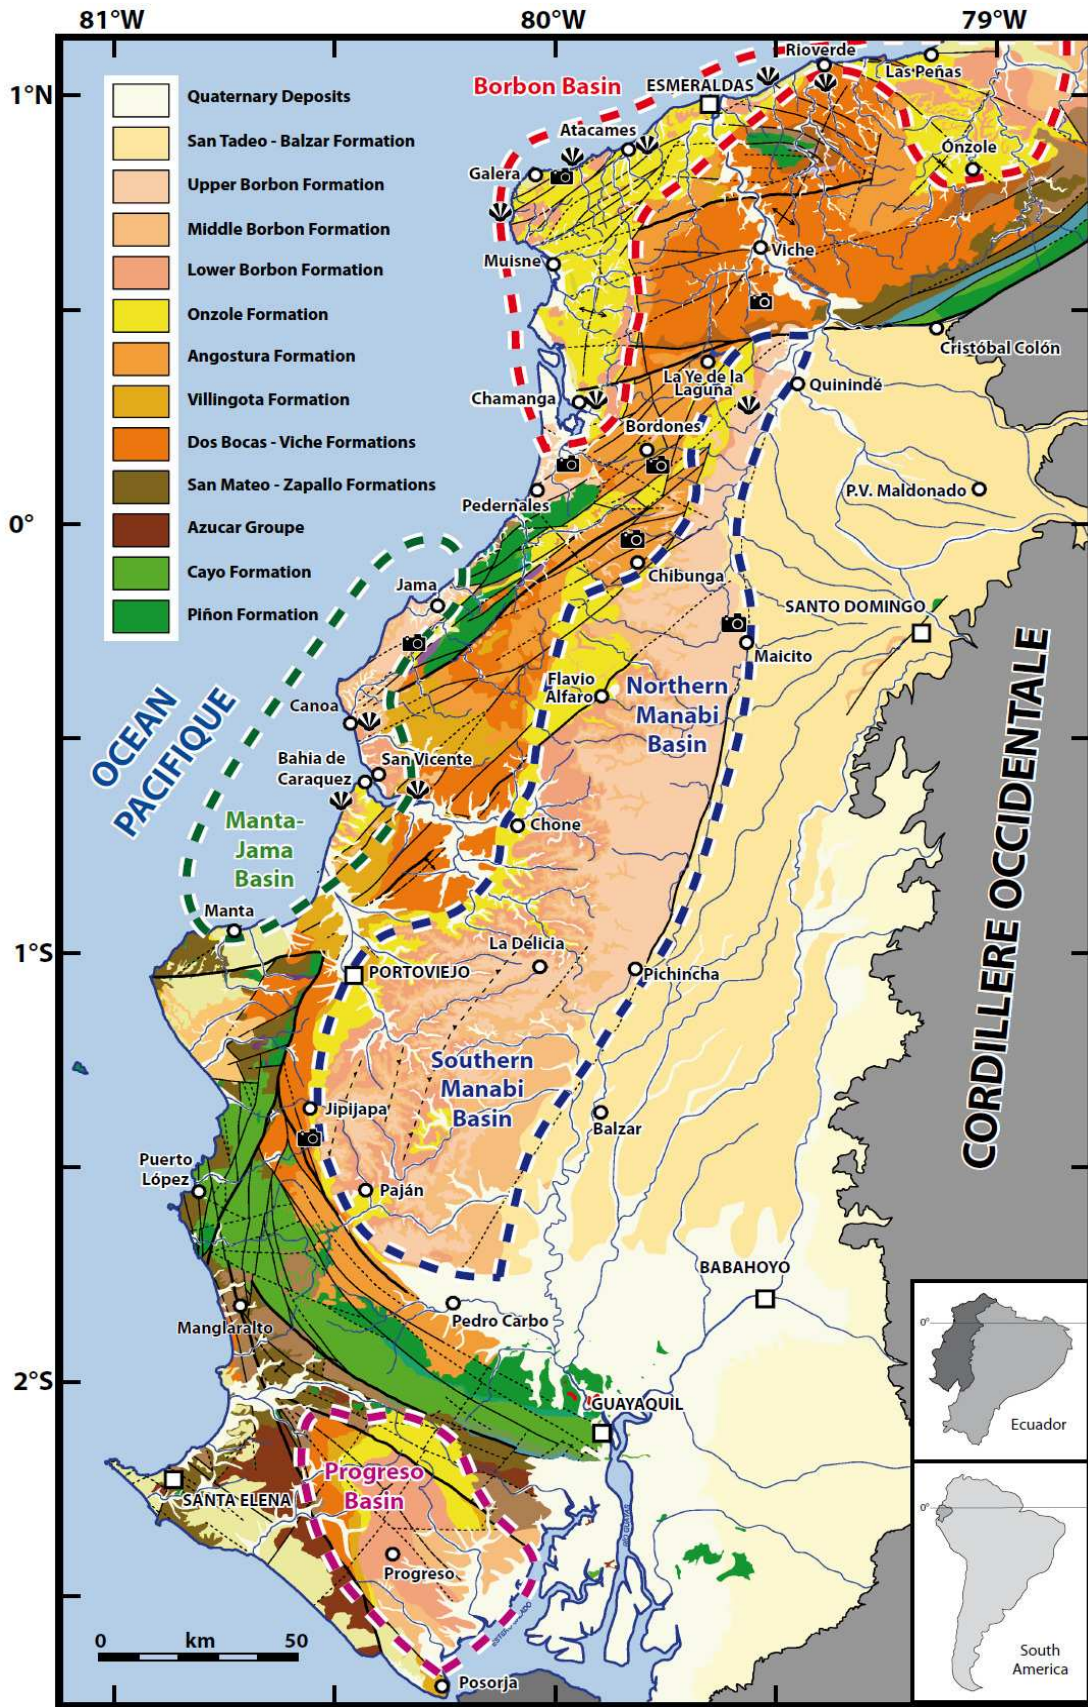 81°W
80°W
79°W
1°N
0°
1°S
2°S
Quaternary Deposits
San Tadeo - Balzar Formation
Upper Borbon Formation
Middle Borbon Formation
Lower Borbon Formation
Onzole Formation
Angostura Formation
Villingota Formation
Dos Bocas - Viche Formations
San Mateo - Zapallo Formations
Azucar Groupe
Cayo Formation
Piñon Formation
Borbon Basin
Rioverde
Las Peñas
ESMERALDAS
Atacames
Galera
Ónzole
Muisne
Viche
Cristóbal Colón
La Ye de la
Laguna
Quinindé
Chamanga
Bordones
P.V. Maldonado
Pedernales
Chibunga
Jama
SANTO DOMINGO
Maicito
Flavio
Alfaro
Northern
Manabi
Basin
OCEAN
PACIFIQUE
Canoa
Bahia de
Caraquez
San Vicente
Manta-
Jama
Basin
Chone
Manta
La Delicia
PORTOVIEJO
Pichincha
CORDILLERE OCCIDENTALE
Southern
Manabi
Basin
Jipijapa
Balzar
Puerto
López
Paján
BABAHOYO
Pedro Carbo
Manglaralto
GUAYAQUIL
Progreso
Basin
SANTA ELENA
Progreso
RIO GUAYAS
Posorja
0 km 50
0°
Ecuador
0°
South
America